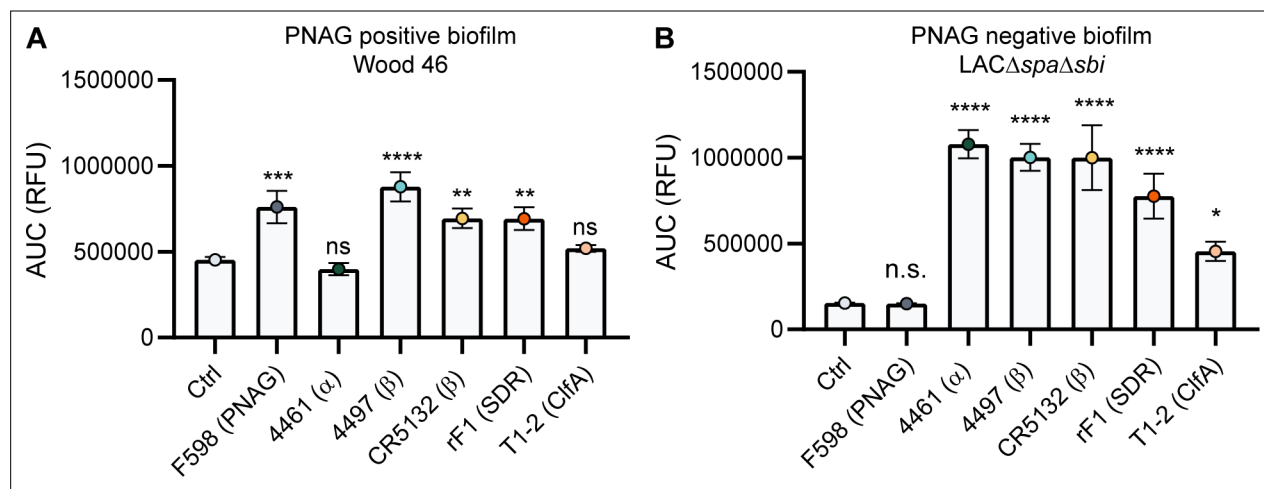 A
PNAG positive biofilm
Wood 46
AUC (RFU)
1500000
1000000
500000
0
***
ns
****
**
**
ns
Ctrl
F598 (PNAG)
4461 (α)
4497 (β)
CR5132 (β)
rF1 (SDR)
T1-2 (ClfA)
B
PNAG negative biofilm
LACΔspaΔsbi
AUC (RFU)
1500000
1000000
500000
0
n.s.
****
****
****
****
*
Ctrl
F598 (PNAG)
4461 (α)
4497 (β)
CR5132 (β)
rF1 (SDR)
T1-2 (ClfA)